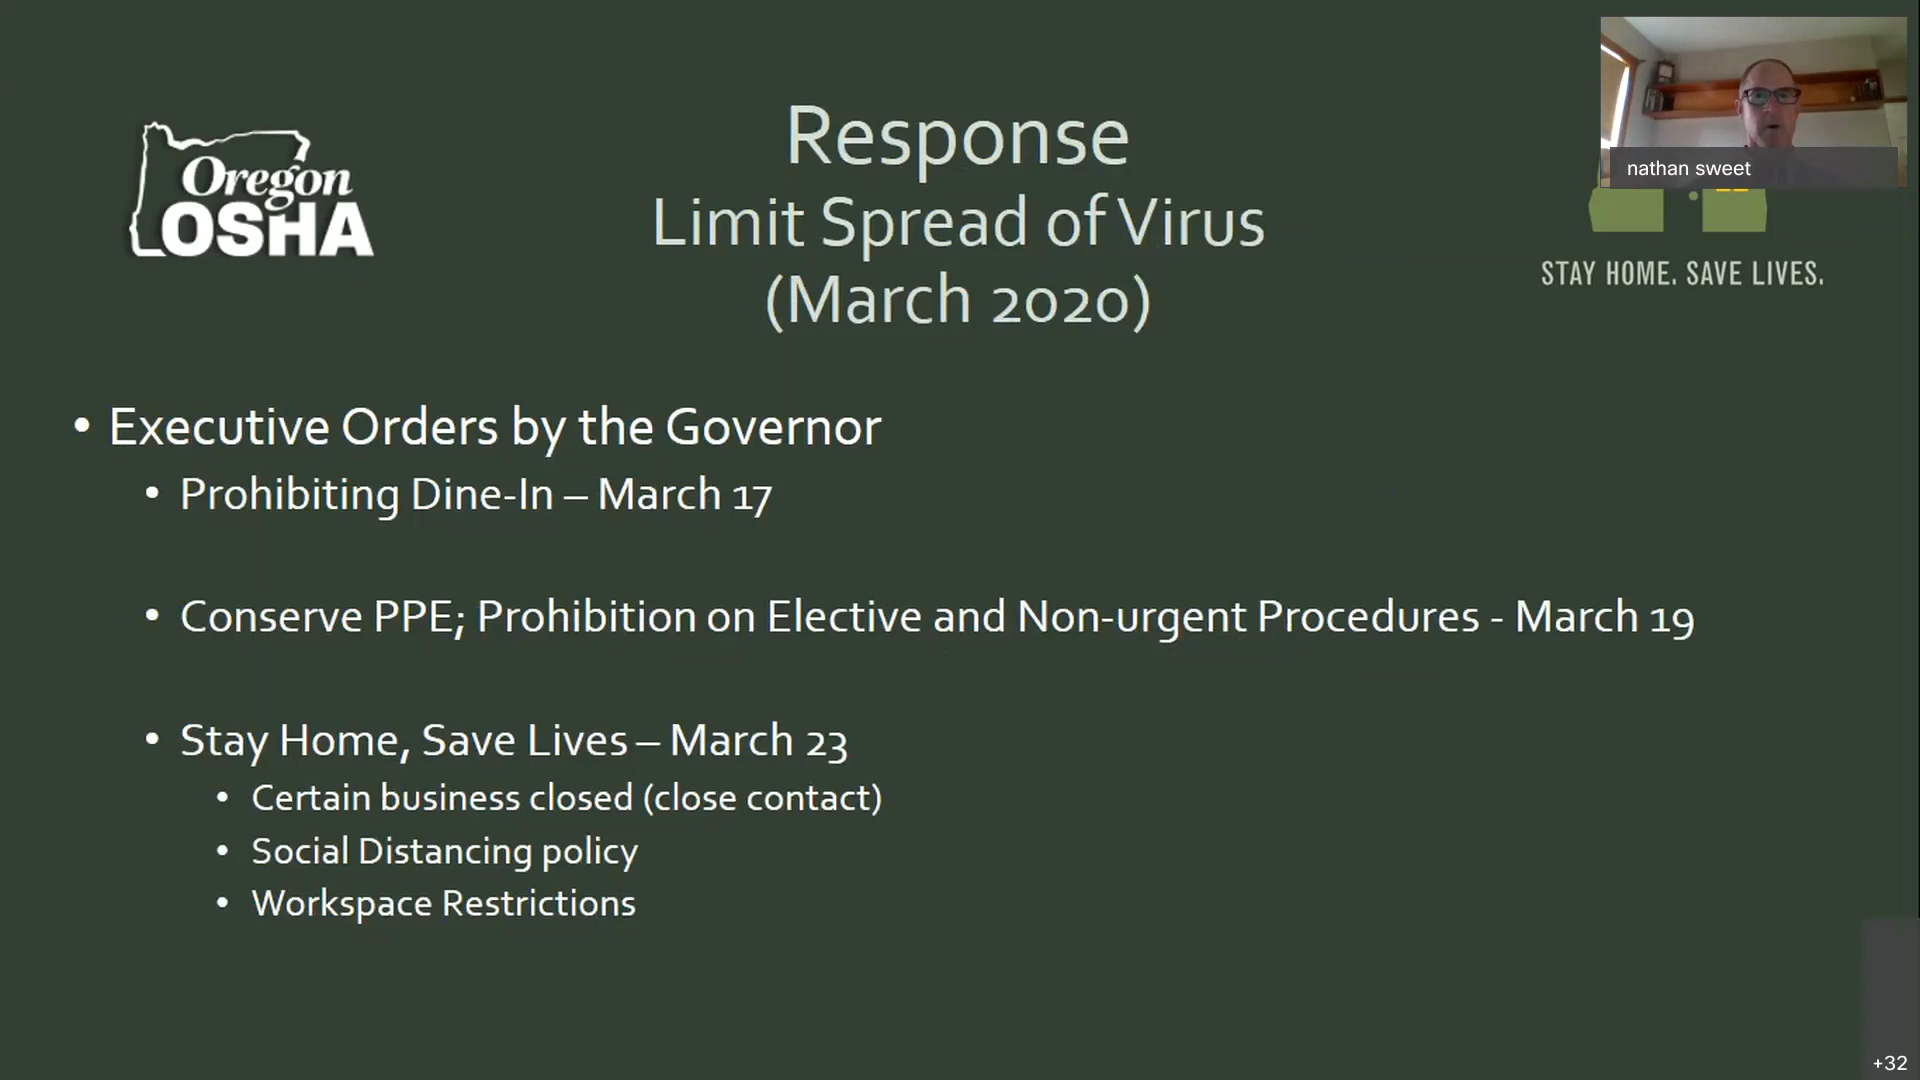 nathan sweet
Oregon
OSHA
Response
Limit Spread of Virus
(March 2020)
STAY HOME. SAVE LIVES.
• Executive Orders by the Governor
• Prohibiting Dine-In – March 17
• Conserve PPE; Prohibition on Elective and Non-urgent Procedures - March 19
• Stay Home, Save Lives – March 23
• Certain business closed (close contact)
• Social Distancing policy
• Workspace Restrictions
+32